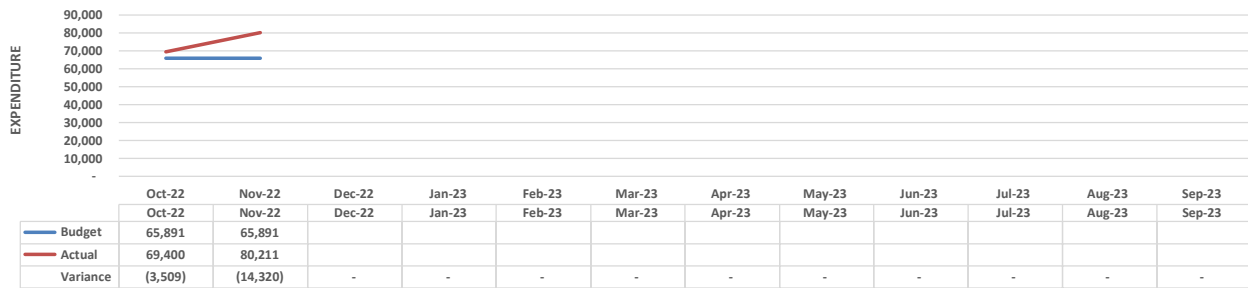 90,000
80,000
70,000
60,000
50,000
40,000
30,000
20,000
10,000
-
EXPENDITURE
Oct-22 Nov-22 Dec-22 Jan-23 Feb-23 Mar-23 Apr-23 May-23 Jun-23 Jul-23 Aug-23 Sep-23
Oct-22 Nov-22 Dec-22 Jan-23 Feb-23 Mar-23 Apr-23 May-23 Jun-23 Jul-23 Aug-23 Sep-23
Budget 65,891 65,891
Actual 69,400 80,211
Variance (3,509) (14,320) - - - - - - - - - -